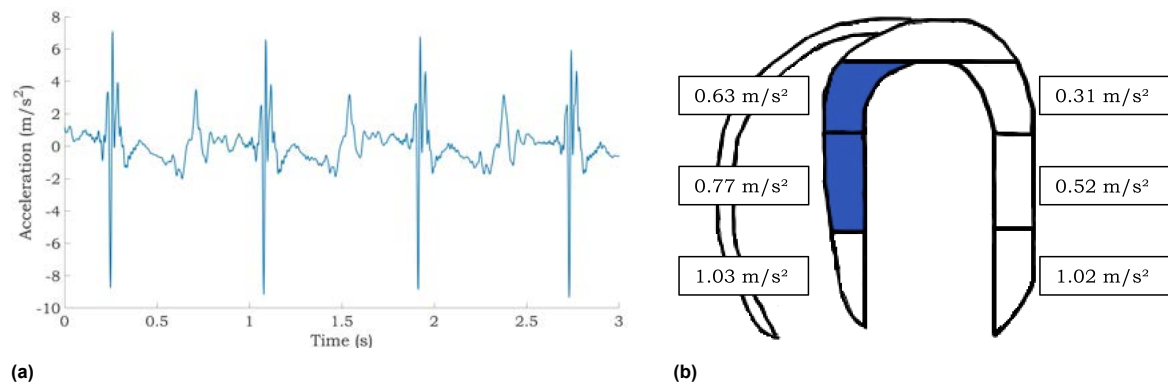 8
6
4
2
0
-2
-4
-6
-8
-10
Acceleration (m/s²)
0 0.5 1 1.5 2 2.5 3
Time (s)
(a)
0.63 m/s²
0.31 m/s²
0.77 m/s²
0.52 m/s²
1.03 m/s²
1.02 m/s²
(b)